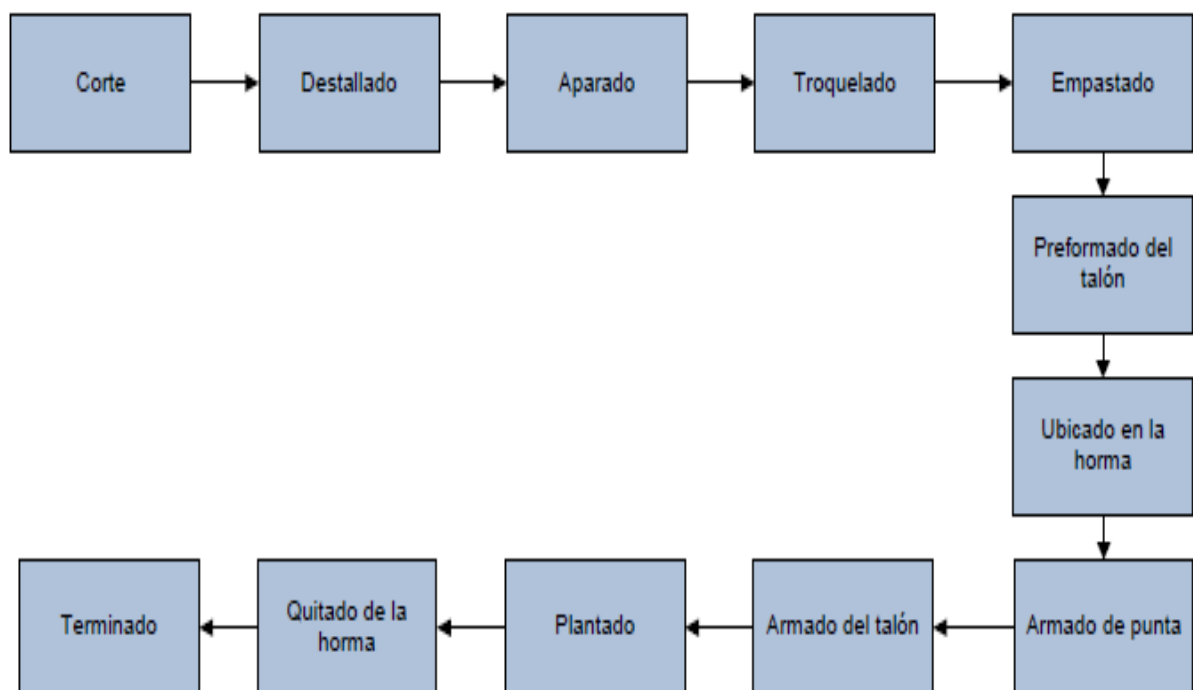 Corte
Destallado
Aparado
Troquelado
Empastado
Preformado del
talón
Ubicado en la
horma
Armado de punta
Armado del talón
Plantado
Quitado de la
horma
Terminado